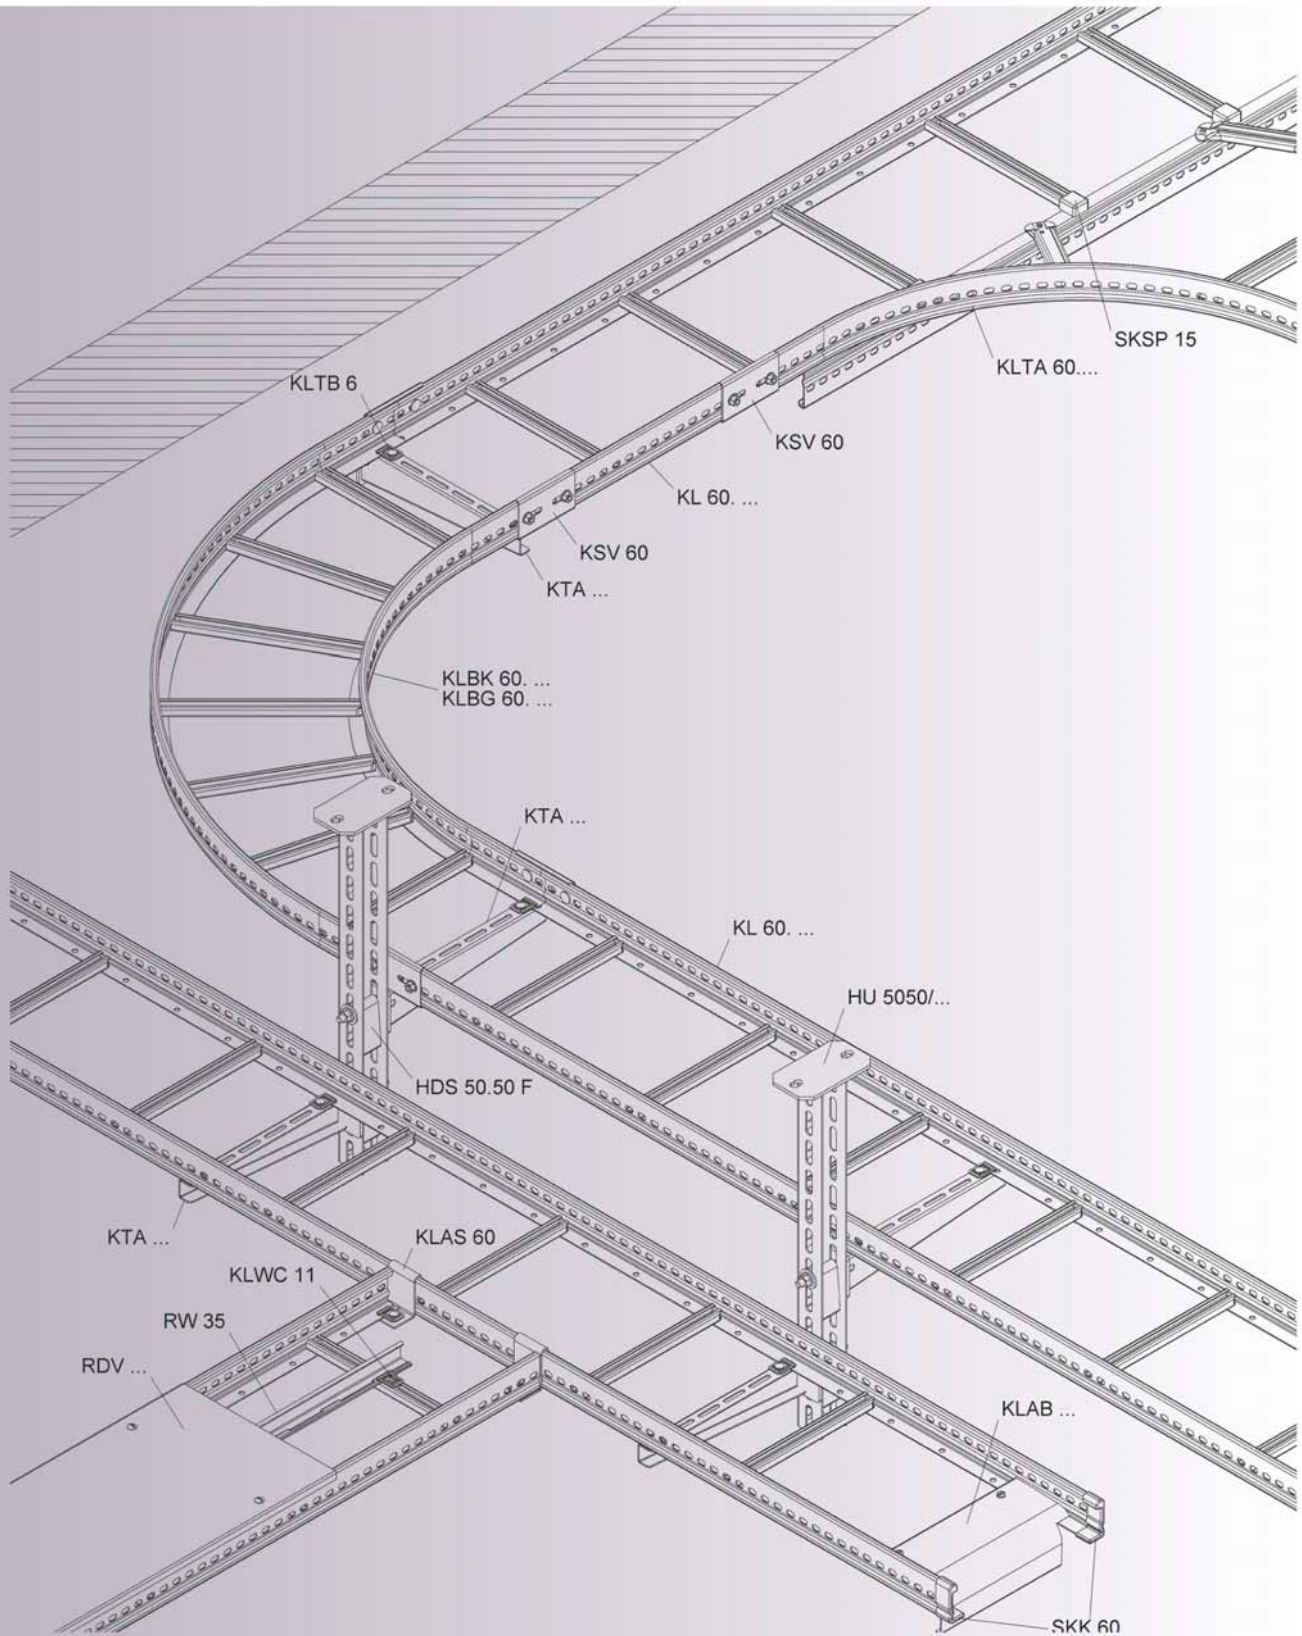 SKSP 15
KLTA 60....
KLTB 6
KSV 60
KL 60. ...
KSV 60
KTA ...
KLBK 60. ...
KLBG 60. ...
KTA ...
KL 60. ...
HU 5050/...
HDS 50.50 F
KTA ...
KLAS 60
KLWC 11
RW 35
RDV ...
KLAB ...
SKK 60